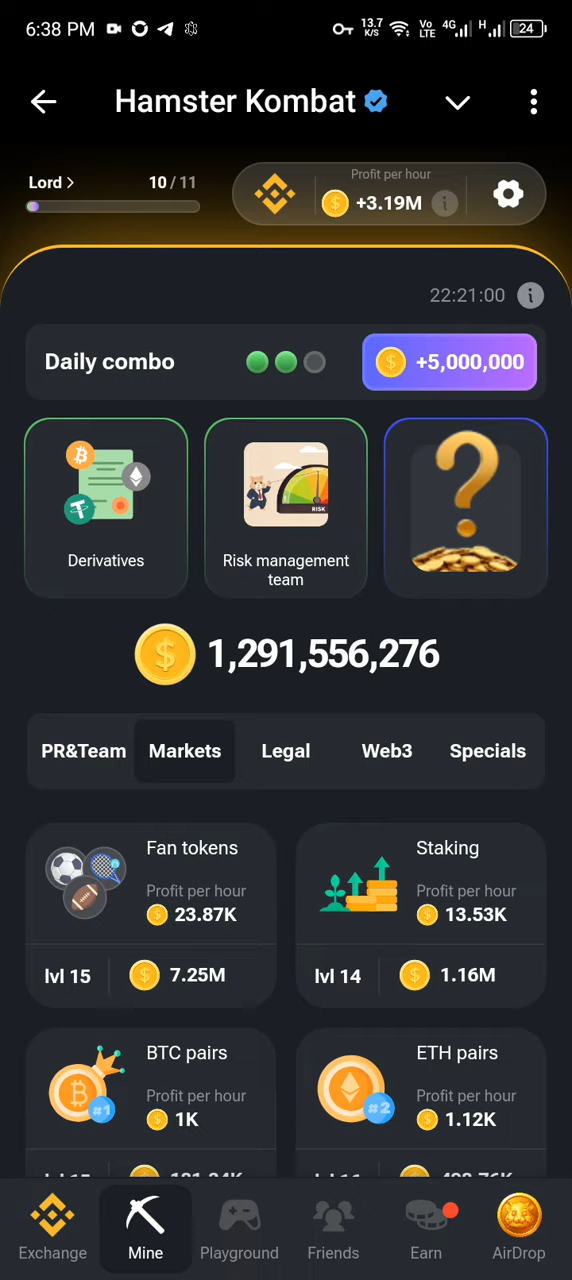 6:38 PM
13.7 K/S
Vo LTE
4G
H
24
Hamster Kombat
Lord >
10 / 11
Profit per hour
+3.19M
22:21:00
Daily combo
+5,000,000
RISK
Derivatives
Risk management
team
1,291,556,276
PR&Team
Markets
Legal
Web3
Specials
Fan tokens
Profit per hour
23.87K
lvl 15
7.25M
Staking
Profit per hour
13.53K
lvl 14
1.16M
BTC pairs
#1
Profit per hour
1K
ETH pairs
#2
Profit per hour
1.12K
Exchange
Mine
Playground
Friends
Earn
AirDrop